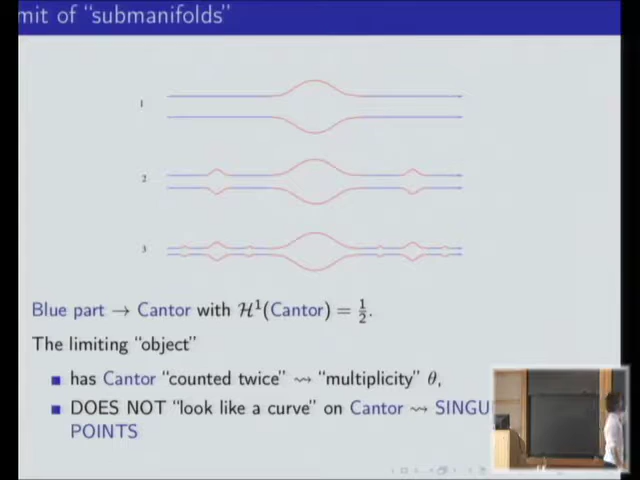 mit of “submanifolds”
1
2
3
Blue part → Cantor with ℋ¹(Cantor) = 1/2.
The limiting “object”
has Cantor “counted twice” ⇝ “multiplicity” θ,
DOES NOT “look like a curve” on Cantor ⇝ SINGU
POINTS